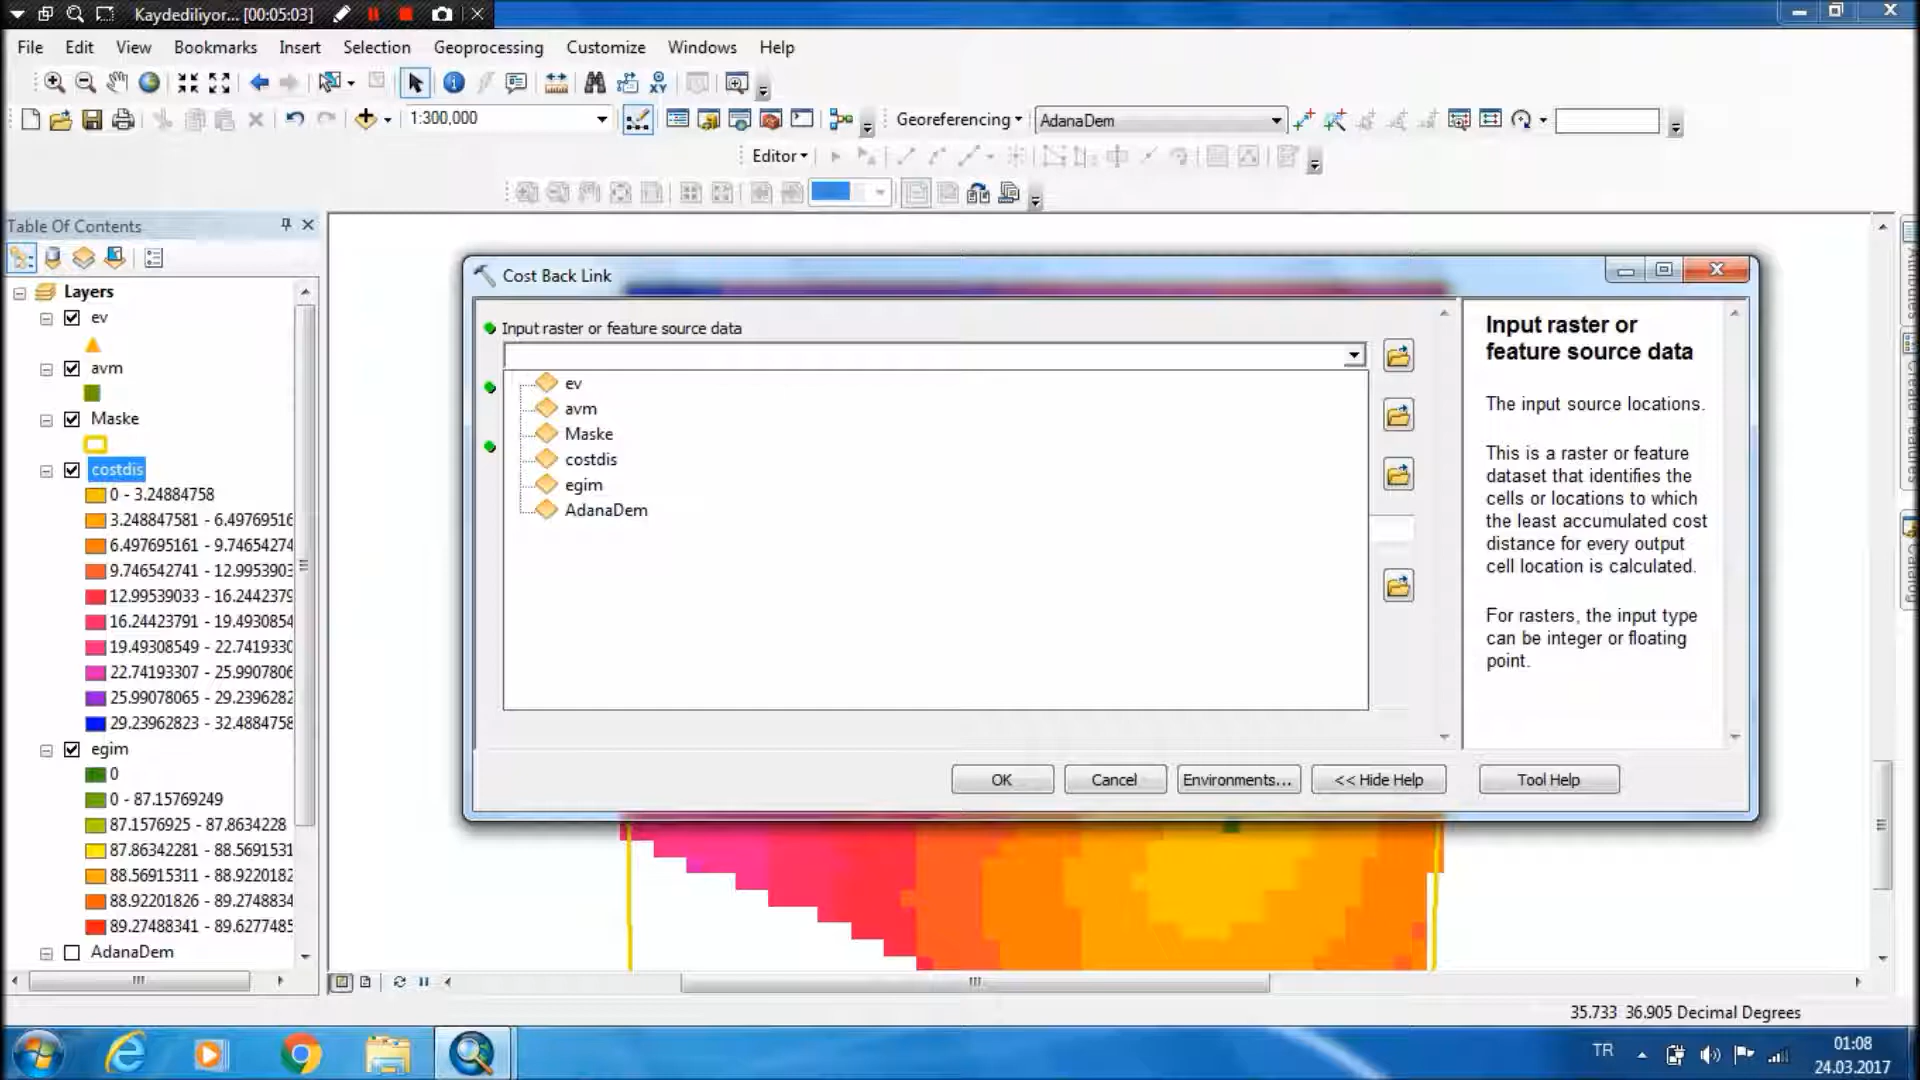 Kaydediliyor... [00:05:03]
File Edit View Bookmarks Insert Selection Geoprocessing Customize Windows Help
1:300,000
Georeferencing
AdanaDem
Editor
Table Of Contents
Layers
ev
avm
Maske
costdis
0 - 3.24884758
3.248847581 - 6.49769516
6.497695161 - 9.74654274
9.746542741 - 12.9953903
12.99539033 - 16.2442379
16.24423791 - 19.4930854
19.49308549 - 22.7419330
22.74193307 - 25.9907806
25.99078065 - 29.2396282
29.23962823 - 32.4884758
egim
0
0 - 87.15769249
87.1576925 - 87.8634228
87.86342281 - 88.5691531
88.56915311 - 88.9220182
88.92201826 - 89.2748834
89.27488341 - 89.6277485
AdanaDem
Cost Back Link
Input raster or feature source data
ev
avm
Maske
costdis
egim
AdanaDem
OK Cancel Environments... << Hide Help Tool Help
Input raster or
feature source data
The input source locations.
This is a raster or feature
dataset that identifies the
cells or locations to which
the least accumulated cost
distance for every output
cell location is calculated.
For rasters, the input type
can be integer or floating
point.
Create Features
Catalog
35.733 36.905 Decimal Degrees
TR
01:08
24.03.2017